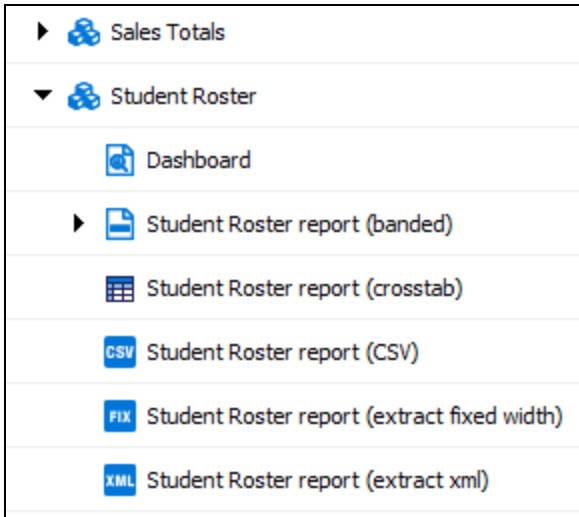 Sales Totals
Student Roster
Dashboard
Student Roster report (banded)
Student Roster report (crosstab)
CSV Student Roster report (CSV)
FIX Student Roster report (extract fixed width)
XML Student Roster report (extract xml)